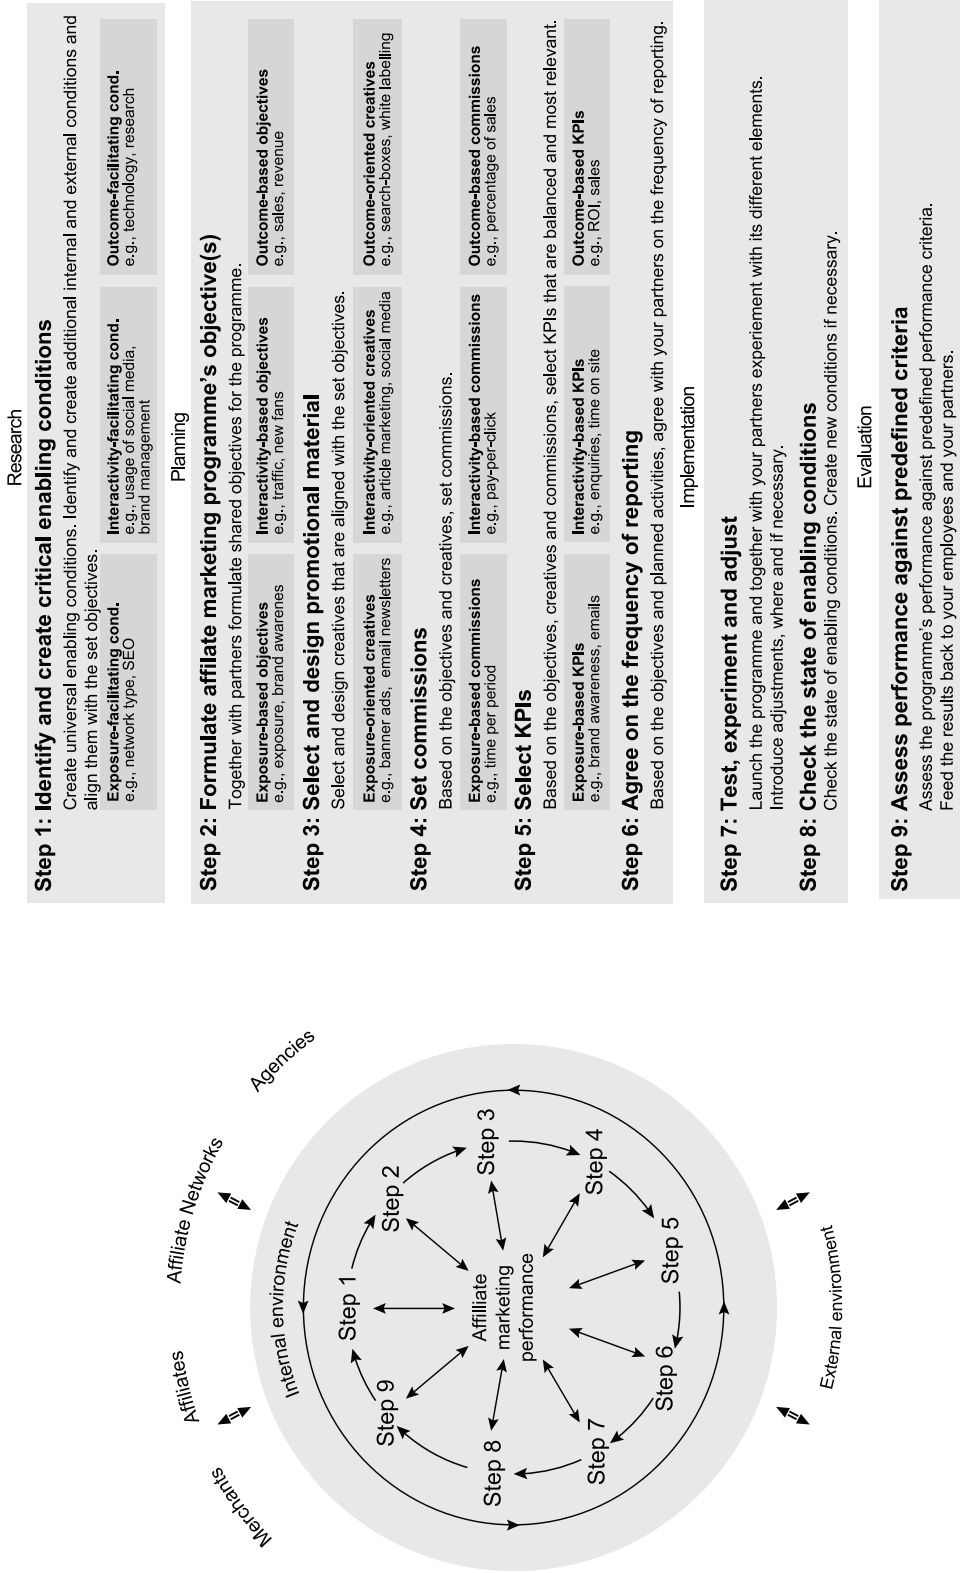 Merchants
Affiliates
Affiliate Networks
Agencies
Internal environment
Step 1
Step 2
Step 3
Step 4
Step 5
Step 6
Step 7
Step 8
Step 9
Affilliate
marketing
performance
External environment
Research
Step 1: Identify and create critical enabling conditions
Create universal enabling conditions. Identify and create additional internal and external conditions and
align them with the set objectives.
Exposure-facilitating cond.
e.g., network type, SEO
Interactivity-facilitating cond.
e.g., usage of social media,
brand management
Outcome-facilitating cond.
e.g., technology, research
Planning
Step 2: Formulate affilate marketing programme's objective(s)
Together with partners formulate shared objectives for the programme.
Exposure-based objectives
e.g., exposure, brand awarenes
Interactivity-based objectives
e.g., traffic, new fans
Outcome-based objectives
e.g., sales, revenue
Step 3: Select and design promotional material
Select and design creatives that are aligned with the set objectives.
Exposure-oriented creatives
e.g., banner ads, email newsletters
Interactivity-oriented creatives
e.g., article marketing, social media
Outcome-oriented creatives
e.g., search-boxes, white labelling
Step 4: Set commissions
Based on the objectives and creatives, set commissions.
Exposure-based commissions
e.g., time per period
Interactivity-based commissions
e.g., pay-per-click
Outcome-based commissions
e.g., percentage of sales
Step 5: Select KPIs
Based on the objectives, creatives and commissions, select KPIs that are balanced and most relevant.
Exposure-based KPIs
e.g., brand awareness, emails
Interactivity-based KPIs
e.g., enquiries, time on site
Outcome-based KPIs
e.g., ROI, sales
Step 6: Agree on the frequency of reporting
Based on the objectives and planned activities, agree with your partners on the frequency of reporting.
Implementation
Step 7: Test, experiment and adjust
Launch the programme and together with your partners experiement with its different elements.
Introduce adjustments, where and if necessary.
Step 8: Check the state of enabling conditions
Check the state of enabling conditions. Create new conditions if necessary.
Evaluation
Step 9: Assess performance against predefined criteria
Assess the programme's performance against predefined performance criteria.
Feed the results back to your employees and your partners.